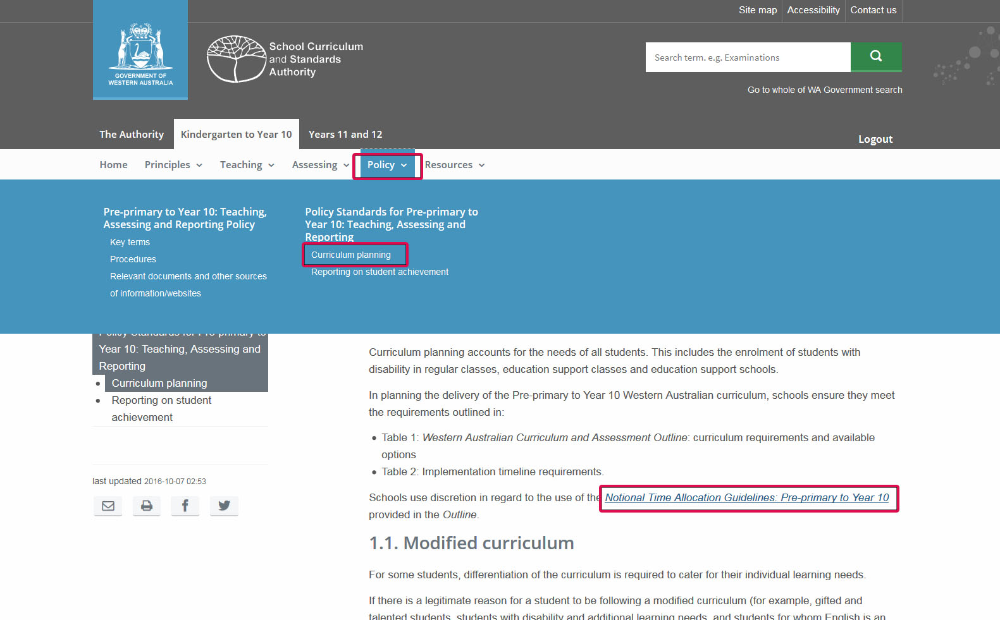 Site map
Accessibility
Contact us
GOVERNMENT OF
WESTERN AUSTRALIA
School Curriculum
and Standards
Authority
Search term. e.g. Examinations
Go to whole of WA Government search
The Authority
Kindergarten to Year 10
Years 11 and 12
Logout
Home
Principles
Teaching
Assessing
Policy
Resources
Pre-primary to Year 10: Teaching,
Assessing and Reporting Policy
Key terms
Procedures
Relevant documents and other sources
of information/websites
Policy Standards for Pre-primary to
Year 10: Teaching, Assessing and
Reporting
Curriculum planning
Reporting on student achievement
Policy Standards for Pre-primary to
Year 10: Teaching, Assessing and
Reporting
• Curriculum planning
• Reporting on student
achievement
last updated 2016-10-07 02:53
Curriculum planning accounts for the needs of all students. This includes the enrolment of students with
disability in regular classes, education support classes and education support schools.
In planning the delivery of the Pre-primary to Year 10 Western Australian curriculum, schools ensure they meet
the requirements outlined in:
• Table 1: Western Australian Curriculum and Assessment Outline: curriculum requirements and available
options
• Table 2: Implementation timeline requirements.
Schools use discretion in regard to the use of the Notional Time Allocation Guidelines: Pre-primary to Year 10
provided in the Outline.
1.1. Modified curriculum
For some students, differentiation of the curriculum is required to cater for their individual learning needs.
If there is a legitimate reason for a student to be following a modified curriculum (for example, gifted and
talented students, students with disability and additional learning needs, and students for whom English is an